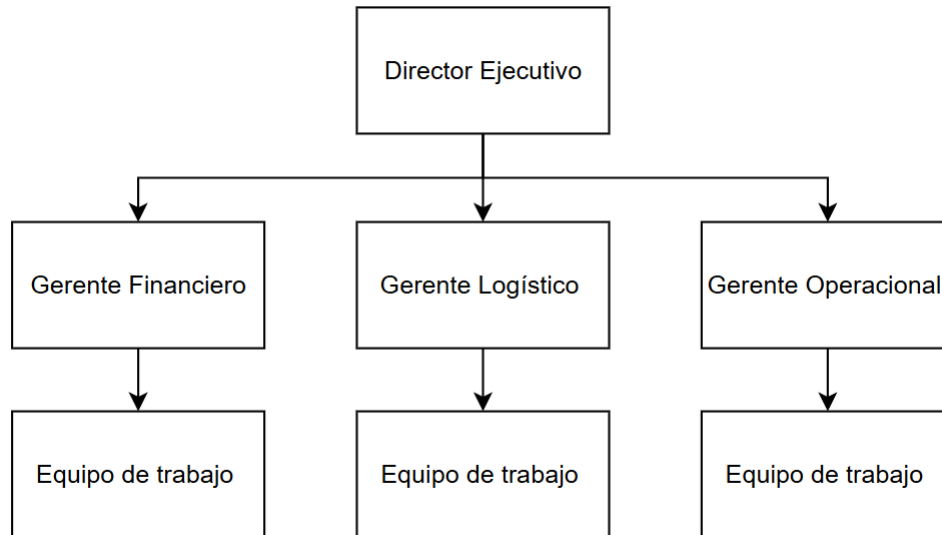 Director Ejecutivo
Gerente Financiero
Gerente Logístico
Gerente Operacional
Equipo de trabajo
Equipo de trabajo
Equipo de trabajo